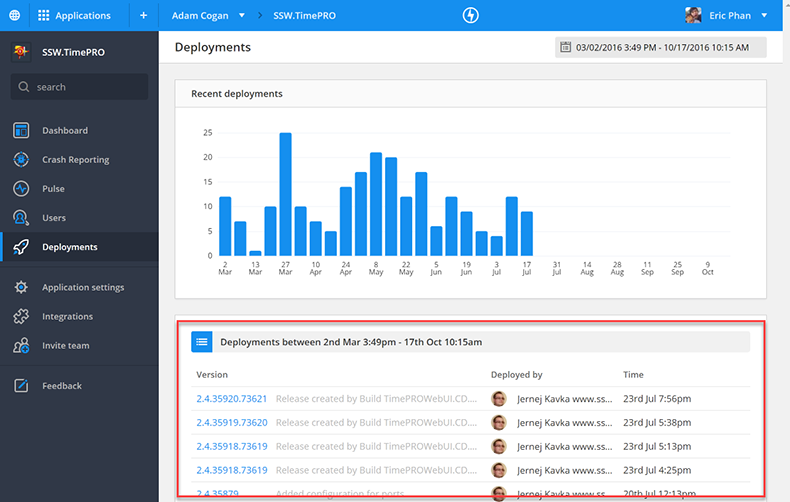 Applications + Adam Cogan SSW.TimePRO Eric Phan
SSW.TimePRO
search
Dashboard
Crash Reporting
Pulse
Users
Deployments
Application settings
Integrations
Invite team
Feedback
Deployments 03/02/2016 3:49 PM - 10/17/2016 10:15 AM
Recent deployments
25
20
15
10
5
0
2 13 27 10 24 8 22 5 19 3 17 31 14 28 11 25 9
Mar Mar Mar Apr Apr May May Jun Jun Jul Jul Jul Aug Aug Sep Sep Oct
Deployments between 2nd Mar 3:49pm - 17th Oct 10:15am
Version Deployed by Time
2.4.35920.73621 Release created by Build TimePROWebUI.CD.... Jernej Kavka www.ss... 23rd Jul 7:56pm
2.4.35919.73620 Release created by Build TimePROWebUI.CD.... Jernej Kavka www.ss... 23rd Jul 5:38pm
2.4.35918.73619 Release created by Build TimePROWebUI.CD.... Jernej Kavka www.ss... 23rd Jul 5:13pm
2.4.35918.73619 Release created by Build TimePROWebUI.CD.... Jernej Kavka www.ss... 23rd Jul 4:25pm
2.4.35879 Added configuration for ports Jernej Kavka www.ss... 20th Jul 12:13pm